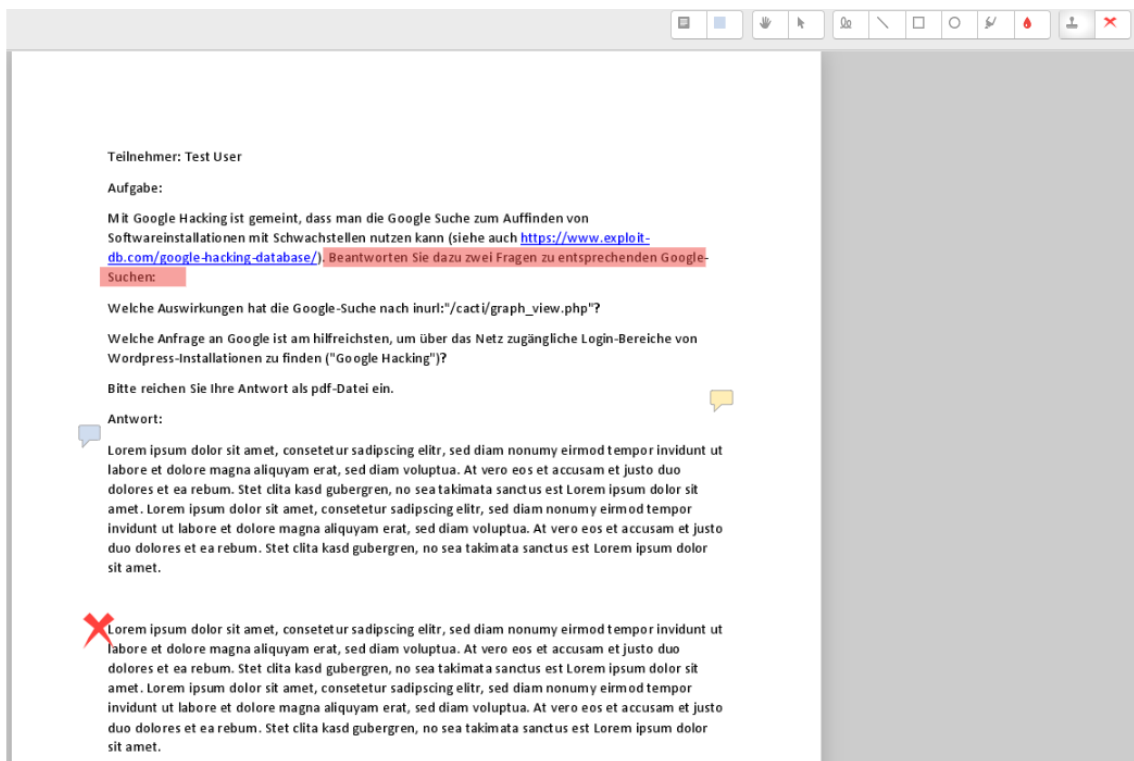 Teilnehmer: Test User
Aufgabe:
Mit Google Hacking ist gemeint, dass man die Google Suche zum Auffinden von
Softwareinstallationen mit Schwachstellen nutzen kann (siehe auch https://www.exploit-
db.com/google-hacking-database/). Beantworten Sie dazu zwei Fragen zu entsprechenden Google-
Suchen:
Welche Auswirkungen hat die Google-Suche nach inurl:"/cacti/graph_view.php"?
Welche Anfrage an Google ist am hilfreichsten, um über das Netz zugängliche Login-Bereiche von
Wordpress-Installationen zu finden ("Google Hacking")?
Bitte reichen Sie Ihre Antwort als pdf-Datei ein.
Antwort:
Lorem ipsum dolor sit amet, consetetur sadipscing elitr, sed diam nonumy eirmod tempor invidunt ut
labore et dolore magna aliquyam erat, sed diam voluptua. At vero eos et accusam et justo duo
dolores et ea rebum. Stet clita kasd gubergren, no sea takimata sanctus est Lorem ipsum dolor sit
amet. Lorem ipsum dolor sit amet, consetetur sadipscing elitr, sed diam nonumy eirmod tempor
invidunt ut labore et dolore magna aliquyam erat, sed diam voluptua. At vero eos et accusam et justo
duo dolores et ea rebum. Stet clita kasd gubergren, no sea takimata sanctus est Lorem ipsum dolor
sit amet.
Lorem ipsum dolor sit amet, consetetur sadipscing elitr, sed diam nonumy eirmod tempor invidunt ut
labore et dolore magna aliquyam erat, sed diam voluptua. At vero eos et accusam et justo duo
dolores et ea rebum. Stet clita kasd gubergren, no sea takimata sanctus est Lorem ipsum dolor sit
amet. Lorem ipsum dolor sit amet, consetetur sadipscing elitr, sed diam nonumy eirmod tempor
invidunt ut labore et dolore magna aliquyam erat, sed diam voluptua. At vero eos et accusam et justo
duo dolores et ea rebum. Stet clita kasd gubergren, no sea takimata sanctus est Lorem ipsum dolor
sit amet.